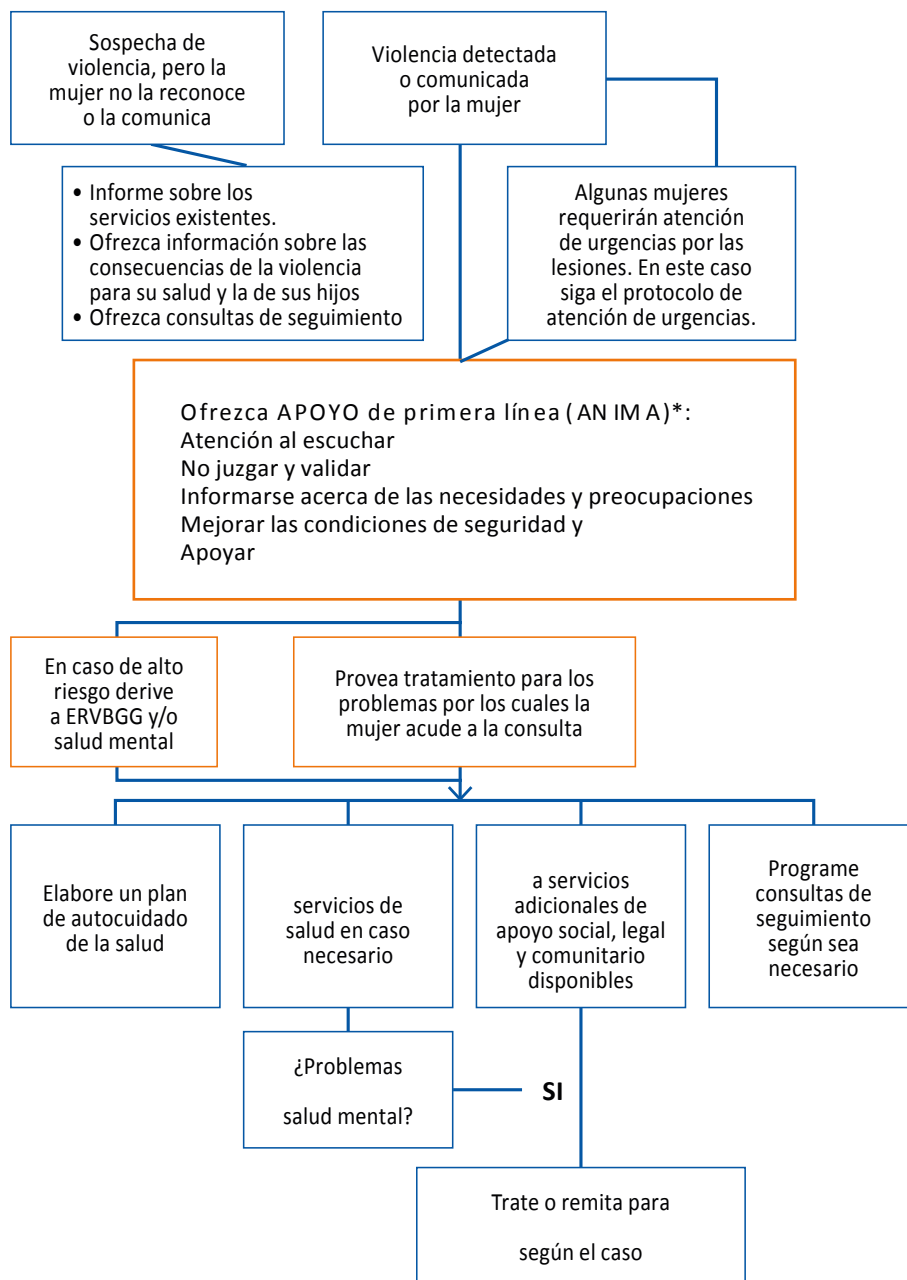 Sospecha de
violencia, pero la
mujer no la reconoce
o la comunica
Violencia detectada
o comunicada
por la mujer
• Informe sobre los
servicios existentes.
• Ofrezca información sobre las
consecuencias de la violencia
para su salud y la de sus hijos
• Ofrezca consultas de seguimiento
Algunas mujeres
requerirán atención
de urgencias por las
lesiones. En este caso
siga el protocolo de
atención de urgencias.
Ofrezca APOYO de primera línea (ANIMA)*:
Atención al escuchar
No juzgar y validar
Informarse acerca de las necesidades y preocupaciones
Mejorar las condiciones de seguridad y
Apoyar
En caso de alto
riesgo derive
a ERVBGG y/o
salud mental
Provea tratamiento para los
problemas por los cuales la
mujer acude a la consulta
Elabore un plan
de autocuidado
de la salud
servicios de
salud en caso
necesario
a servicios
adicionales de
apoyo social, legal
y comunitario
disponibles
Programe
consultas de
seguimiento
según sea
necesario
¿Problemas
salud mental?
SI
Trate o remita para
según el caso